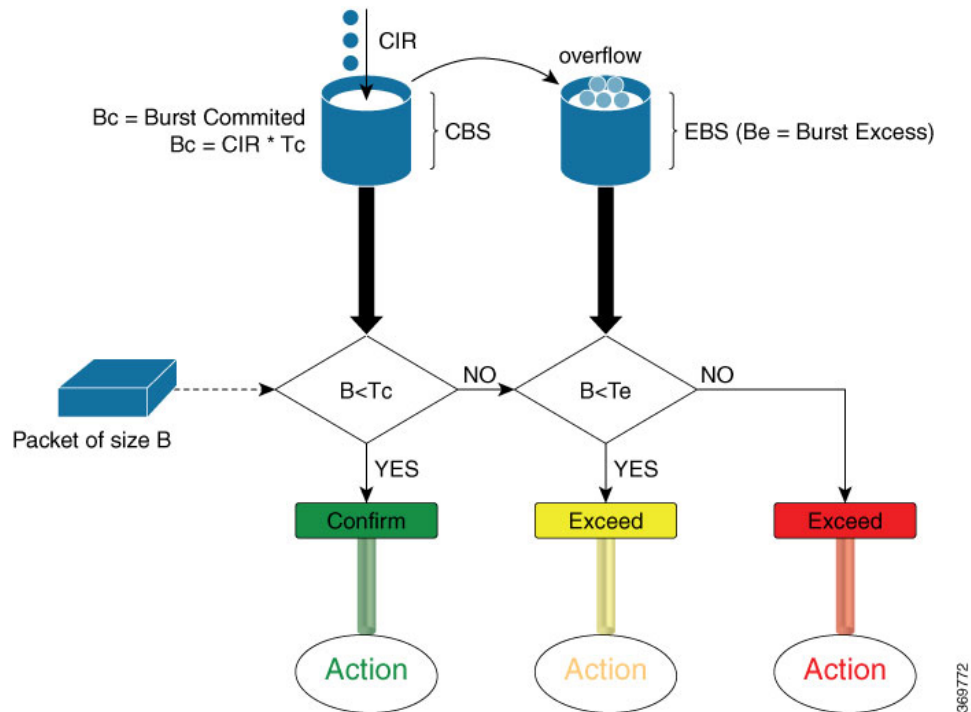 CIR
overflow
Bc = Burst Commited
Bc = CIR * Tc
CBS
EBS (Be = Burst Excess)
B<Tc
NO
B<Te
NO
Packet of size B
YES
YES
Confirm
Exceed
Exceed
Action
Action
Action
369772